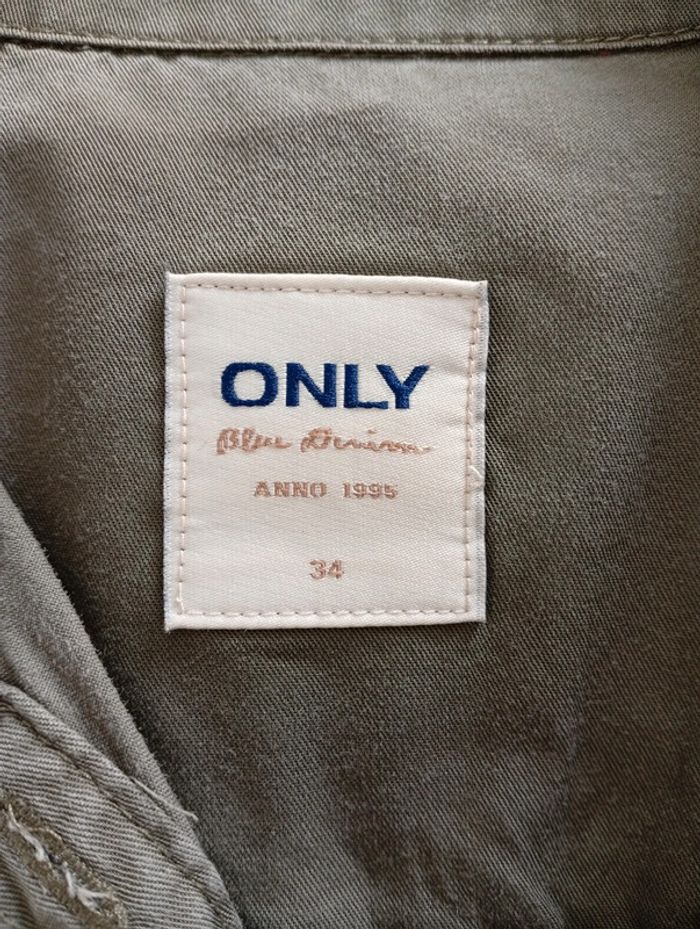 ONLY
Blue Denim
ANNO 1995
34